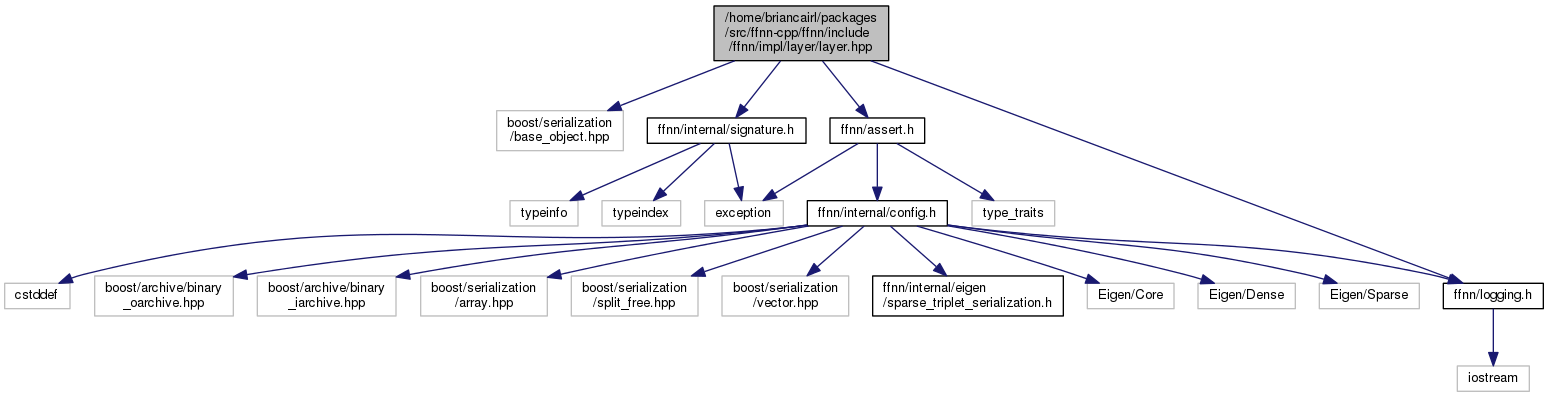 /home/briancairl/packages
/src/ffnn-cpp/ffnn/include
/ffnn/impl/layer/layer.hpp
boost/serialization
/base_object.hpp
ffnn/internal/signature.h
ffnn/assert.h
typeinfo
typeindex
exception
ffnn/internal/config.h
type_traits
cstddef
boost/archive/binary
_oarchive.hpp
boost/archive/binary
_iarchive.hpp
boost/serialization
/array.hpp
boost/serialization
/split_free.hpp
boost/serialization
/vector.hpp
ffnn/internal/eigen
/sparse_triplet_serialization.h
Eigen/Core
Eigen/Dense
Eigen/Sparse
ffnn/logging.h
iostream